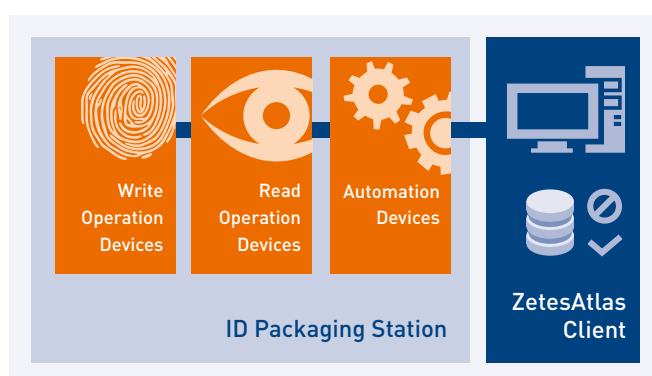 Write
Operation
Devices
Read
Operation
Devices
Automation
Devices
ID Packaging Station
ZetesAtlas
Client